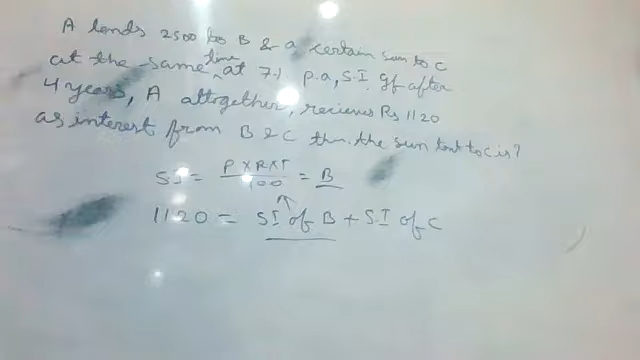 A lends 2500 to B & a certain sum to C
at the same time at 7% p.a, S.I. If after
4 years, A altogether, recieves Rs 1120
as interest from B & C then the sum lent to C is?
SI = P×R×T/100 = B
1120 = SI of B + S.I of C